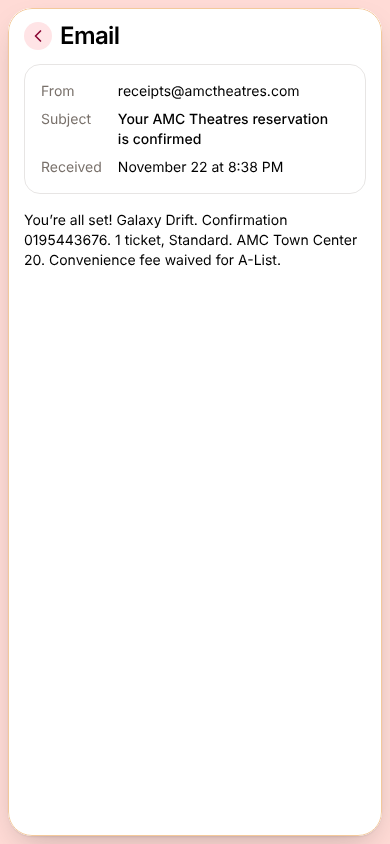 Email
From receipts@amctheatres.com
Subject Your AMC Theatres reservation
is confirmed
Received November 22 at 8:38 PM
You’re all set! Galaxy Drift. Confirmation
0195443676. 1 ticket, Standard. AMC Town Center
20. Convenience fee waived for A-List.